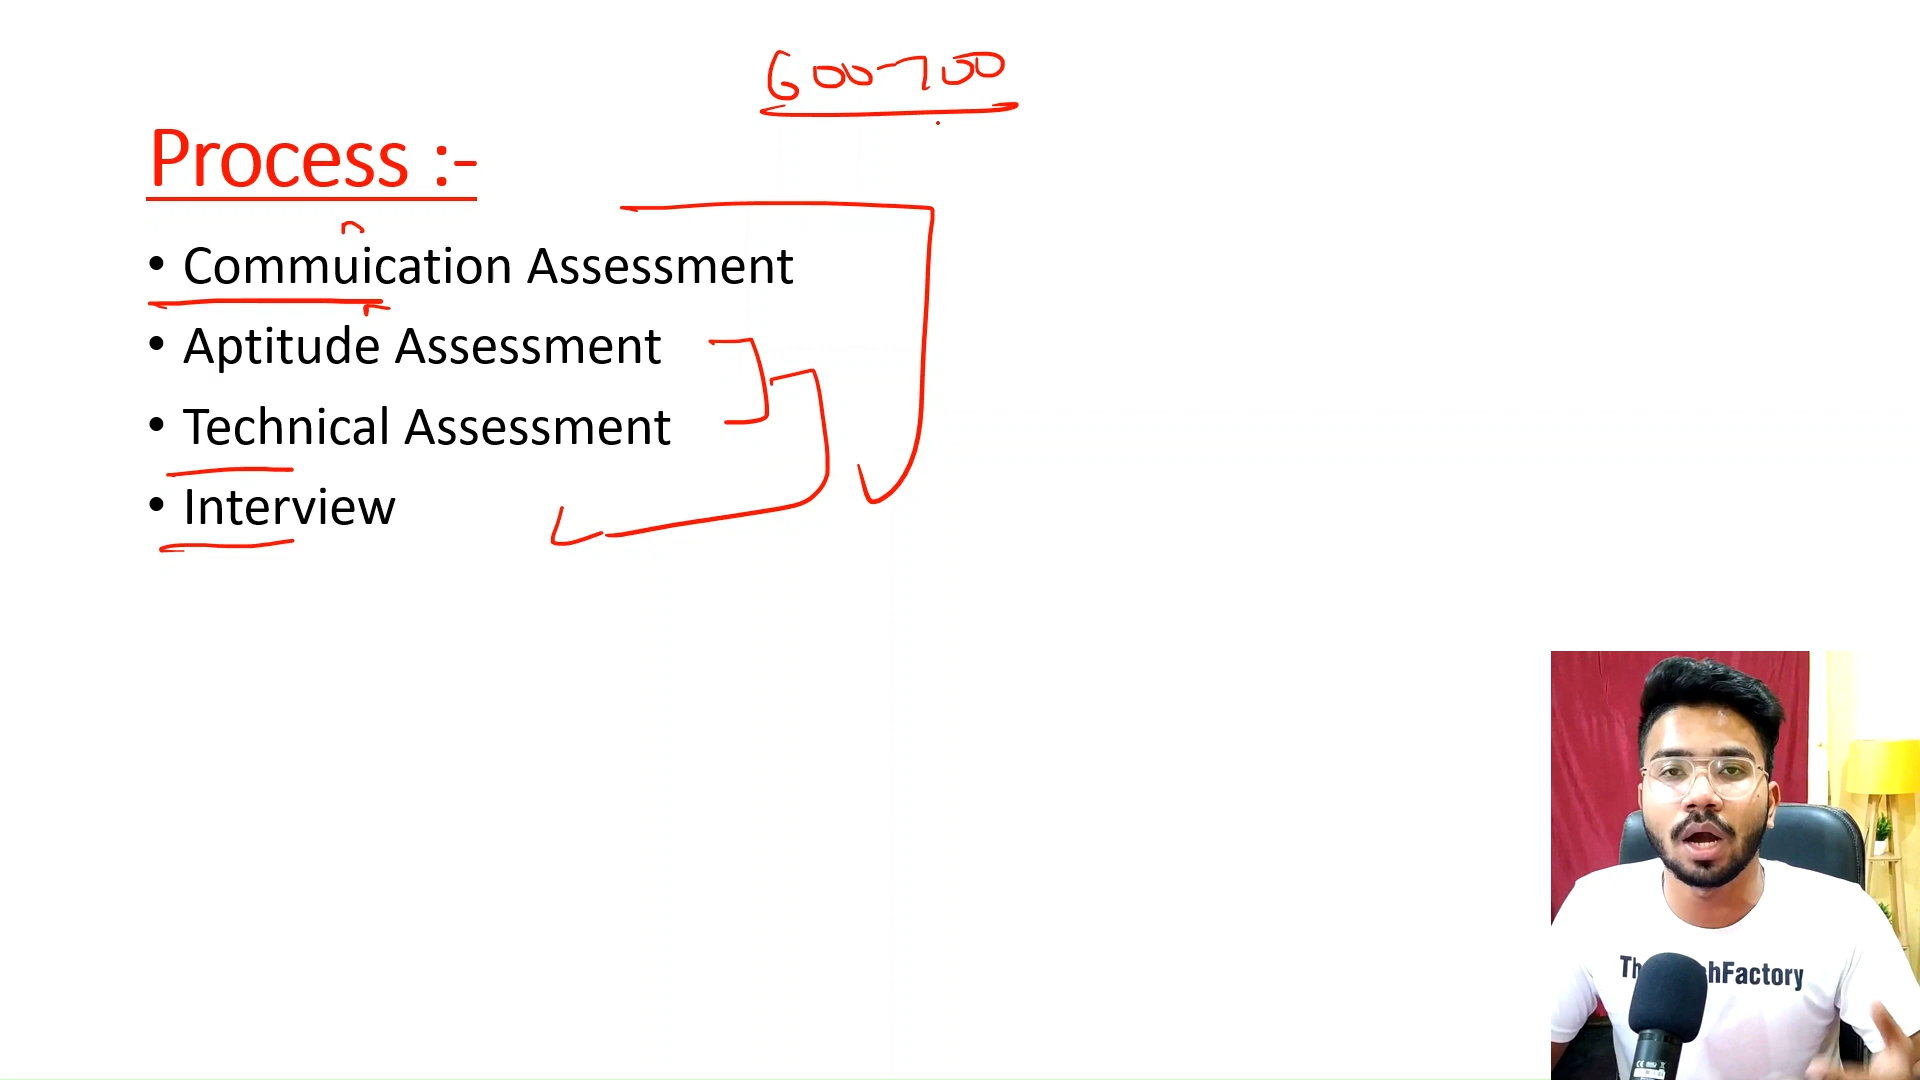 600-700
Process :-
• Commuication Assessment
• Aptitude Assessment
• Technical Assessment
• Interview
hFactory